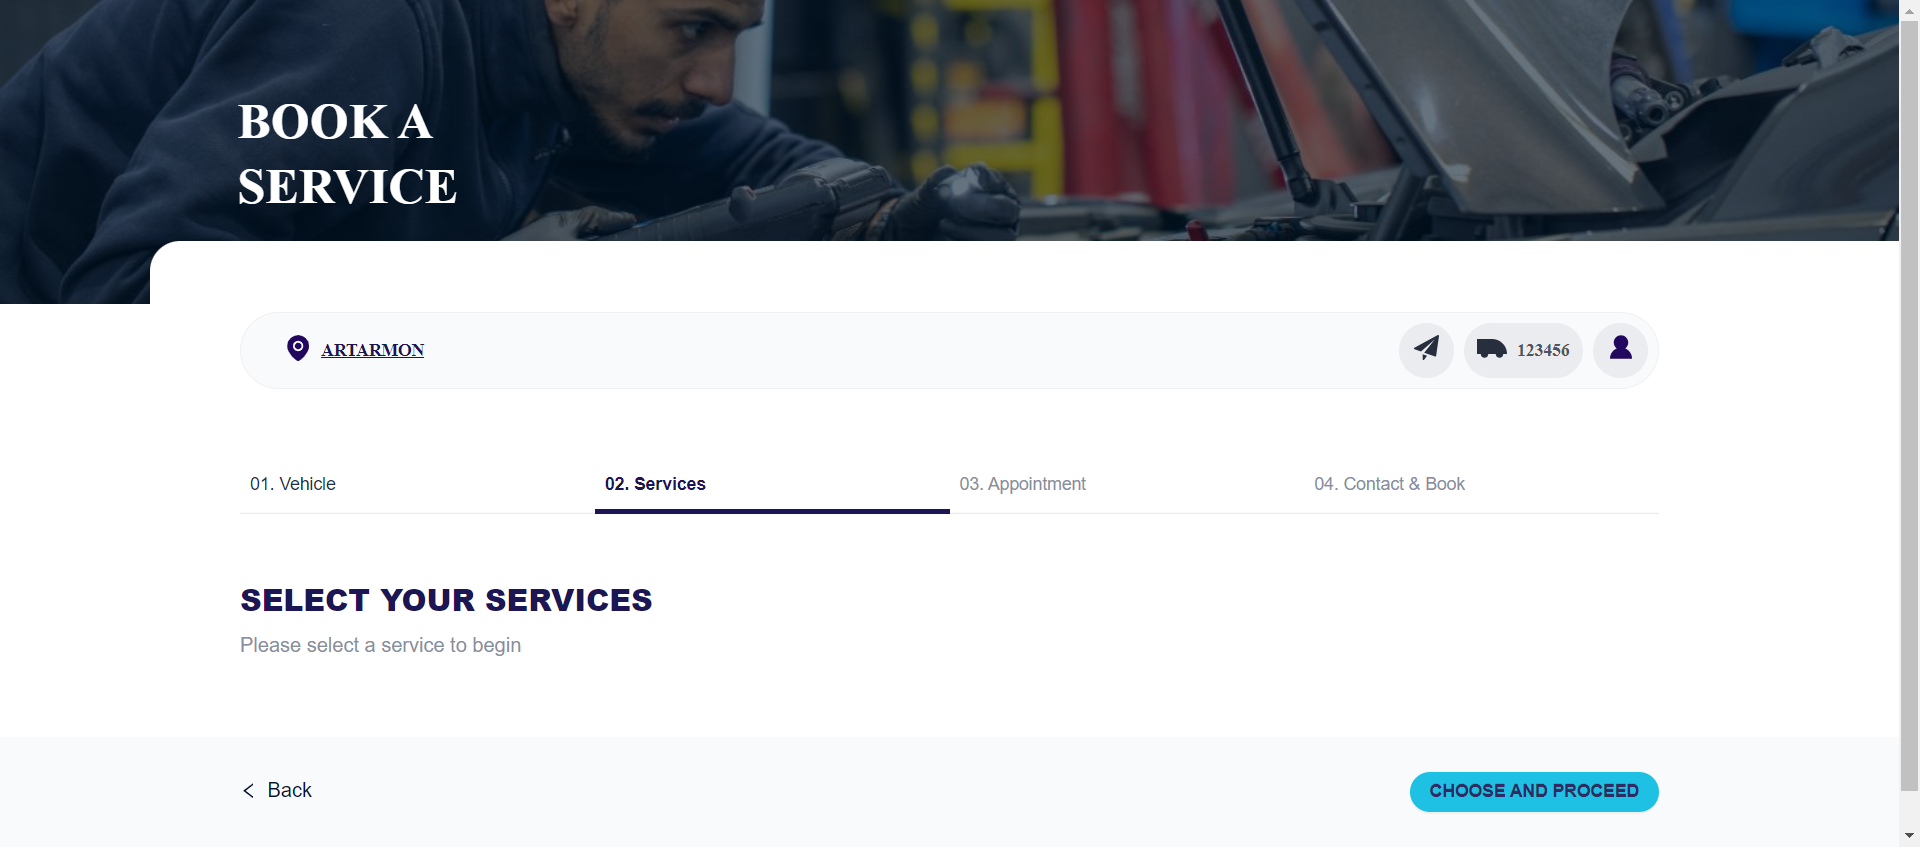 BOOK A
SERVICE
ARTARMON
123456
01. Vehicle
02. Services
03. Appointment
04. Contact & Book
SELECT YOUR SERVICES
Please select a service to begin
Back
CHOOSE AND PROCEED